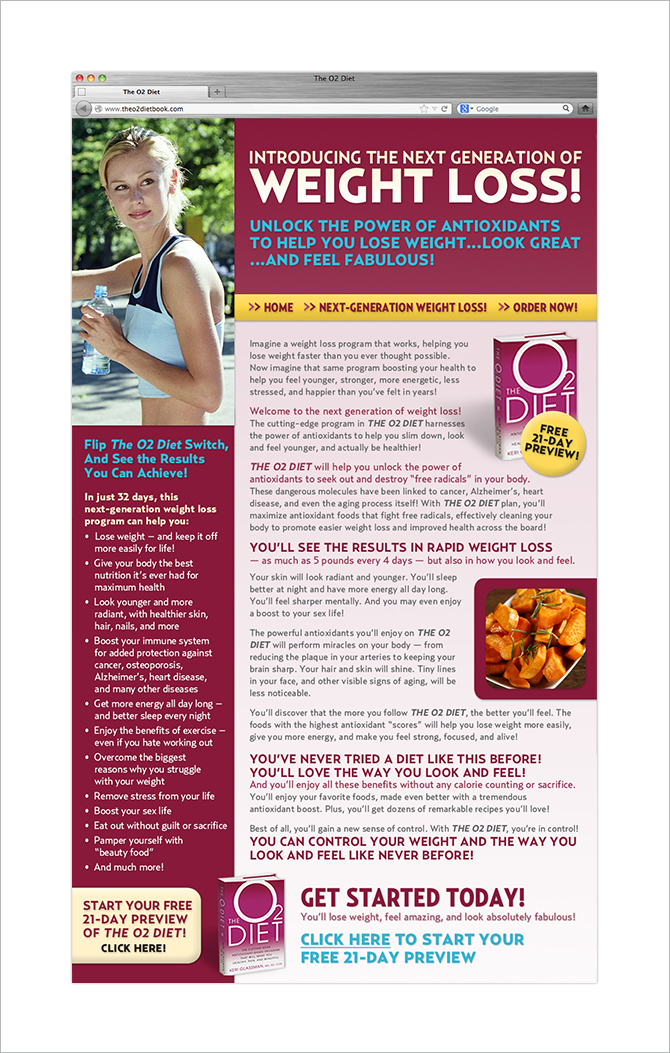 The O2 Diet
The O2 Diet
www.theo2dietbook.com
Google
INTRODUCING THE NEXT GENERATION OF
WEIGHT LOSS!
UNLOCK THE POWER OF ANTIOXIDANTS
TO HELP YOU LOSE WEIGHT...LOOK GREAT
...AND FEEL FABULOUS!
>> HOME >> NEXT-GENERATION WEIGHT LOSS! >> ORDER NOW!
Flip The O2 Diet Switch,
And See the Results
You Can Achieve!
In just 32 days, this
next-generation weight loss
program can help you:
• Lose weight – and keep it off
more easily for life!
• Give your body the best
nutrition it's ever had for
maximum health
• Look younger and more
radiant, with healthier skin,
hair, nails, and more
• Boost your immune system
for added protection against
cancer, osteoporosis,
Alzheimer's, heart disease,
and many other diseases
• Get more energy all day long –
and better sleep every night
• Enjoy the benefits of exercise –
even if you hate working out
• Overcome the biggest
reasons why you struggle
with your weight
• Remove stress from your life
• Boost your sex life
• Eat out without guilt or sacrifice
• Pamper yourself with
"beauty food"
• And much more!
START YOUR FREE
21-DAY PREVIEW
OF THE O2 DIET!
CLICK HERE!
Imagine a weight loss program that works, helping you
lose weight faster than you ever thought possible.
Now imagine that same program boosting your health to
help you feel younger, stronger, more energetic, less
stressed, and happier than you've felt in years!
THE O2 DIET
THE
O2
DIET
FREE
21-DAY
PREVIEW!
Welcome to the next generation of weight loss!
The cutting-edge program in THE O2 DIET harnesses
the power of antioxidants to help you slim down, look
and feel younger, and actually be healthier!
THE O2 DIET will help you unlock the power of
antioxidants to seek out and destroy "free radicals" in your body.
These dangerous molecules have been linked to cancer, Alzheimer's, heart
disease, and even the aging process itself! With THE O2 DIET plan, you'll
maximize antioxidant foods that fight free radicals, effectively cleaning your
body to promote easier weight loss and improved health across the board!
YOU'LL SEE THE RESULTS IN RAPID WEIGHT LOSS
— as much as 5 pounds every 4 days — but also in how you look and feel.
Your skin will look radiant and younger. You'll sleep
better at night and have more energy all day long.
You'll feel sharper mentally. And you may even enjoy
a boost to your sex life!
The powerful antioxidants you'll enjoy on THE O2
DIET will perform miracles on your body — from
reducing the plaque in your arteries to keeping your
brain sharp. Your hair and skin will shine. Tiny lines
in your face, and other visible signs of aging, will be
less noticeable.
You'll discover that the more you follow THE O2 DIET, the better you'll feel. The
foods with the highest antioxidant "scores" will help you lose weight more easily,
give you more energy, and make you feel strong, focused, and alive!
YOU'VE NEVER TRIED A DIET LIKE THIS BEFORE!
YOU'LL LOVE THE WAY YOU LOOK AND FEEL!
And you'll enjoy all these benefits without any calorie counting or sacrifice.
You'll enjoy your favorite foods, made even better with a tremendous
antioxidant boost. Plus, you'll get dozens of remarkable recipes you'll love!
Best of all, you'll gain a new sense of control. With THE O2 DIET, you're in control!
YOU CAN CONTROL YOUR WEIGHT AND THE WAY YOU
LOOK AND FEEL LIKE NEVER BEFORE!
THE
O2
DIET
KERI GLASSMAN
GET STARTED TODAY!
You'll lose weight, feel amazing, and look absolutely fabulous!
CLICK HERE TO START YOUR
FREE 21-DAY PREVIEW